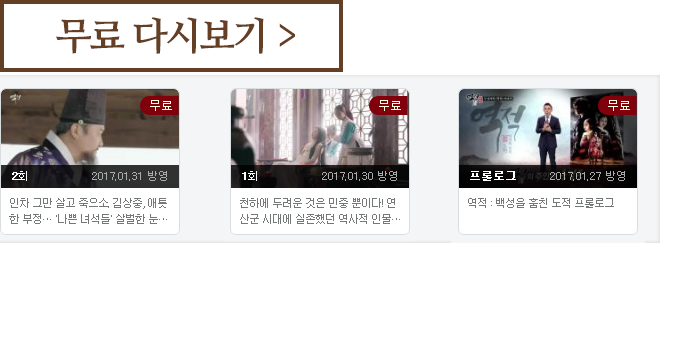 무료 다시보기 >
무료
2회 2017.01.31 방영
인차 그만 살고 죽으소, 김상중, 애틋
한 부정… '나쁜 녀석들' 살벌한 눈…
무료
1회 2017.01.30 방영
천하에 두려운 것은 민중 뿐이다! 연
산군 시대에 실존했던 역사적 인물…
무료
역적
프롤로그 2017.01.27 방영
역적 : 백성을 훔친 도적 프롤로그